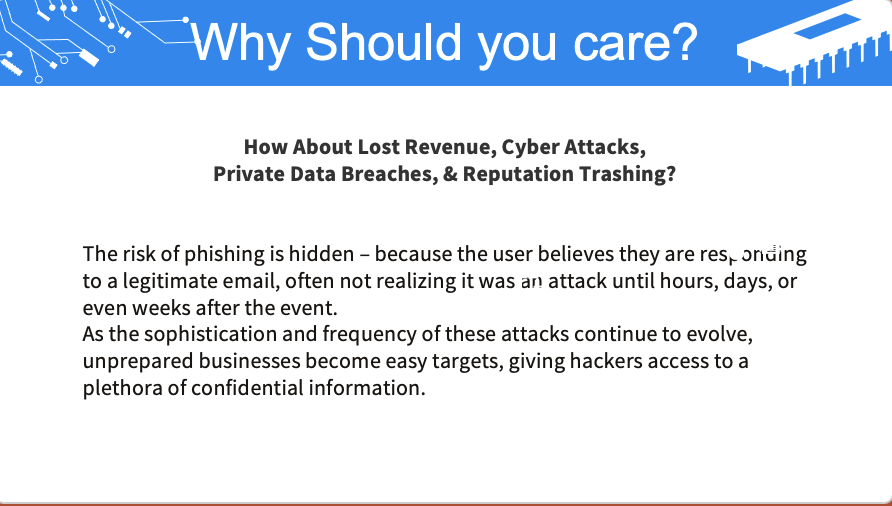 Why Should you care?
How About Lost Revenue, Cyber Attacks,
Private Data Breaches, & Reputation Trashing?
The risk of phishing is hidden – because the user believes they are responding
to a legitimate email, often not realizing it was an attack until hours, days, or
even weeks after the event.
As the sophistication and frequency of these attacks continue to evolve,
unprepared businesses become easy targets, giving hackers access to a
plethora of confidential information.